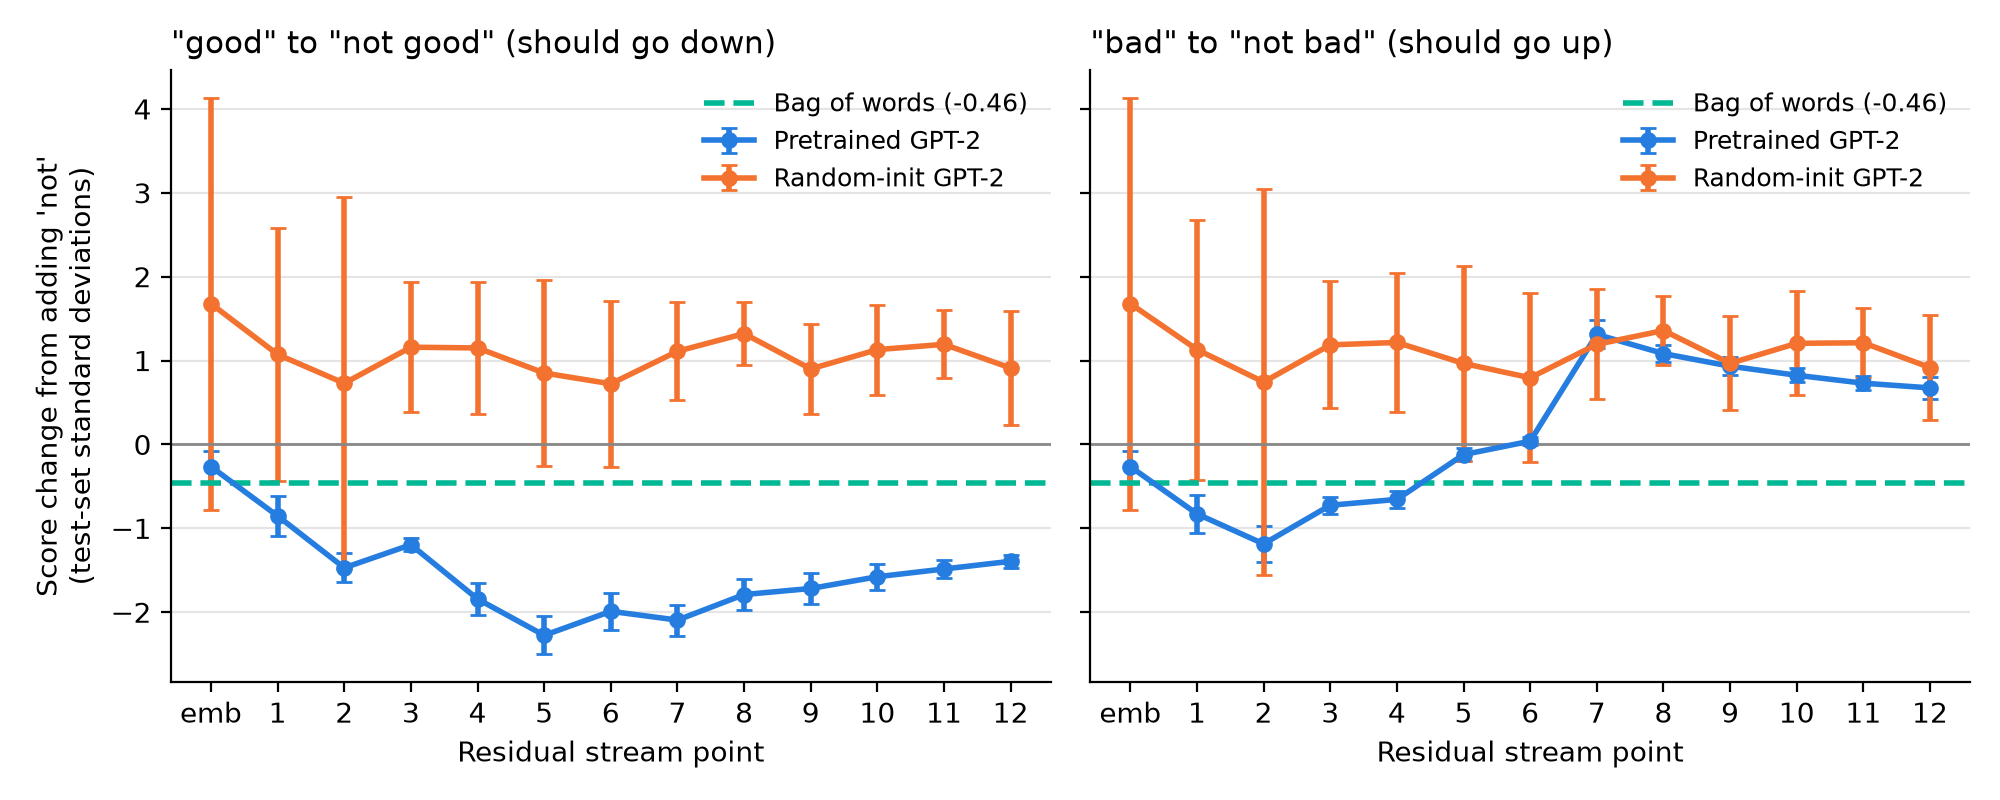 "good" to "not good" (should go down)
"bad" to "not bad" (should go up)
Score change from adding 'not'
(test-set standard deviations)
4
3
2
1
0
−1
−2
Bag of words (-0.46)
Pretrained GPT-2
Random-init GPT-2
Bag of words (-0.46)
Pretrained GPT-2
Random-init GPT-2
emb 1 2 3 4 5 6 7 8 9 10 11 12
emb 1 2 3 4 5 6 7 8 9 10 11 12
Residual stream point
Residual stream point